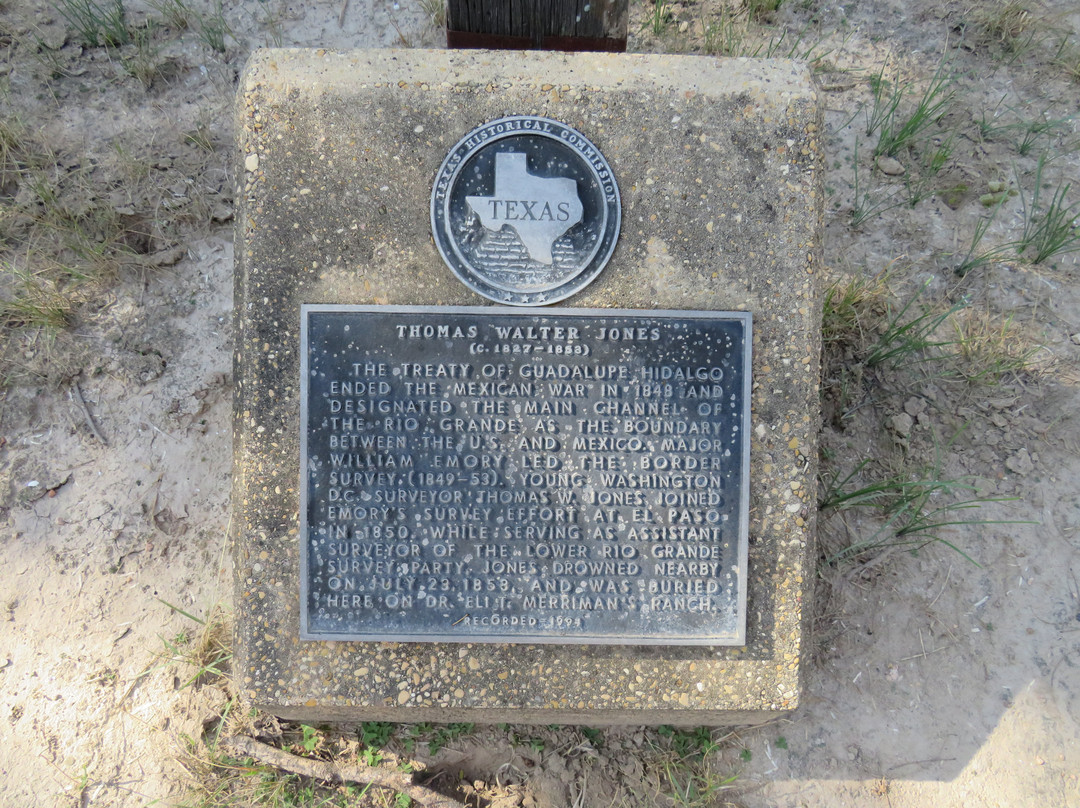 TEXAS HISTORICAL COMMISSION
TEXAS
THOMAS WALTER JONES
(C. 1827–1853)
THE TREATY OF GUADALUPE HIDALGO
ENDED THE MEXICAN WAR IN 1848 AND
DESIGNATED THE MAIN CHANNEL OF
THE RIO GRANDE AS THE BOUNDARY
BETWEEN THE U.S. AND MEXICO. MAJOR
WILLIAM EMORY LED THE BORDER
SURVEY (1849-53). YOUNG WASHINGTON
D.C. SURVEYOR THOMAS W. JONES JOINED
EMORY'S SURVEY EFFORT AT EL PASO
IN 1850. WHILE SERVING AS ASSISTANT
SURVEYOR OF THE LOWER RIO GRANDE
SURVEY PARTY, JONES DROWNED NEARBY
ON JULY 23, 1853, AND WAS BURIED
HERE ON DR. ELI T. MERRIMAN'S RANCH.
RECORDED - 1994